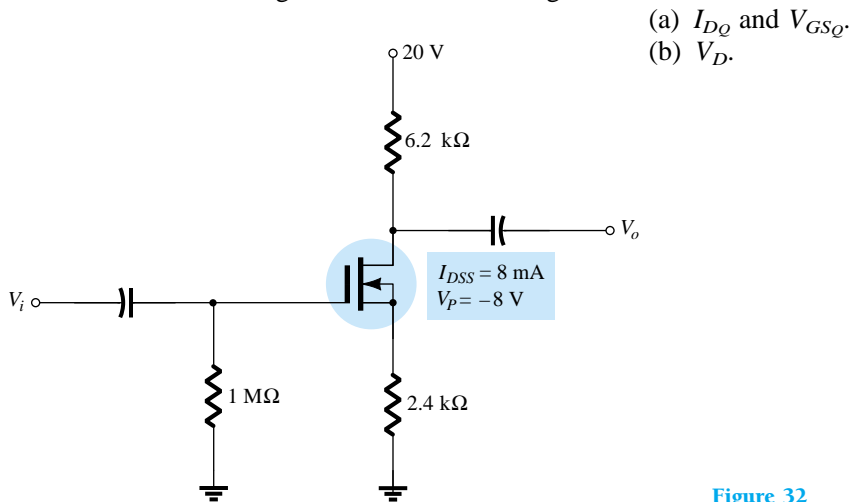 (a) I_DQ and V_GSQ.
(b) V_D.
20 V
6.2 kΩ
V_o
I_DSS = 8 mA
V_P = −8 V
V_i
1 MΩ
2.4 kΩ
Figure 32